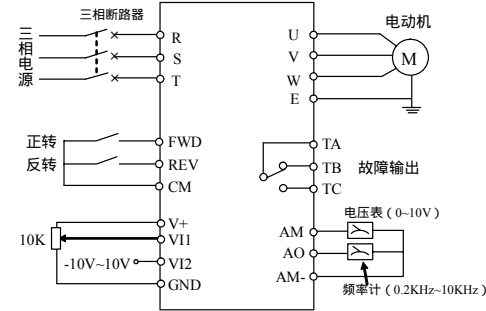 三相断路器
三相电源
R
S
T
正转
反转
FWD
REV
CM
10K
-10V~10V
V+
VI1
VI2
GND
U
V
W
E
电动机
M
TA
TB
TC
故障输出
电压表（0~10V）
AM
AO
AM-
频率计（0.2KHz~10KHz）